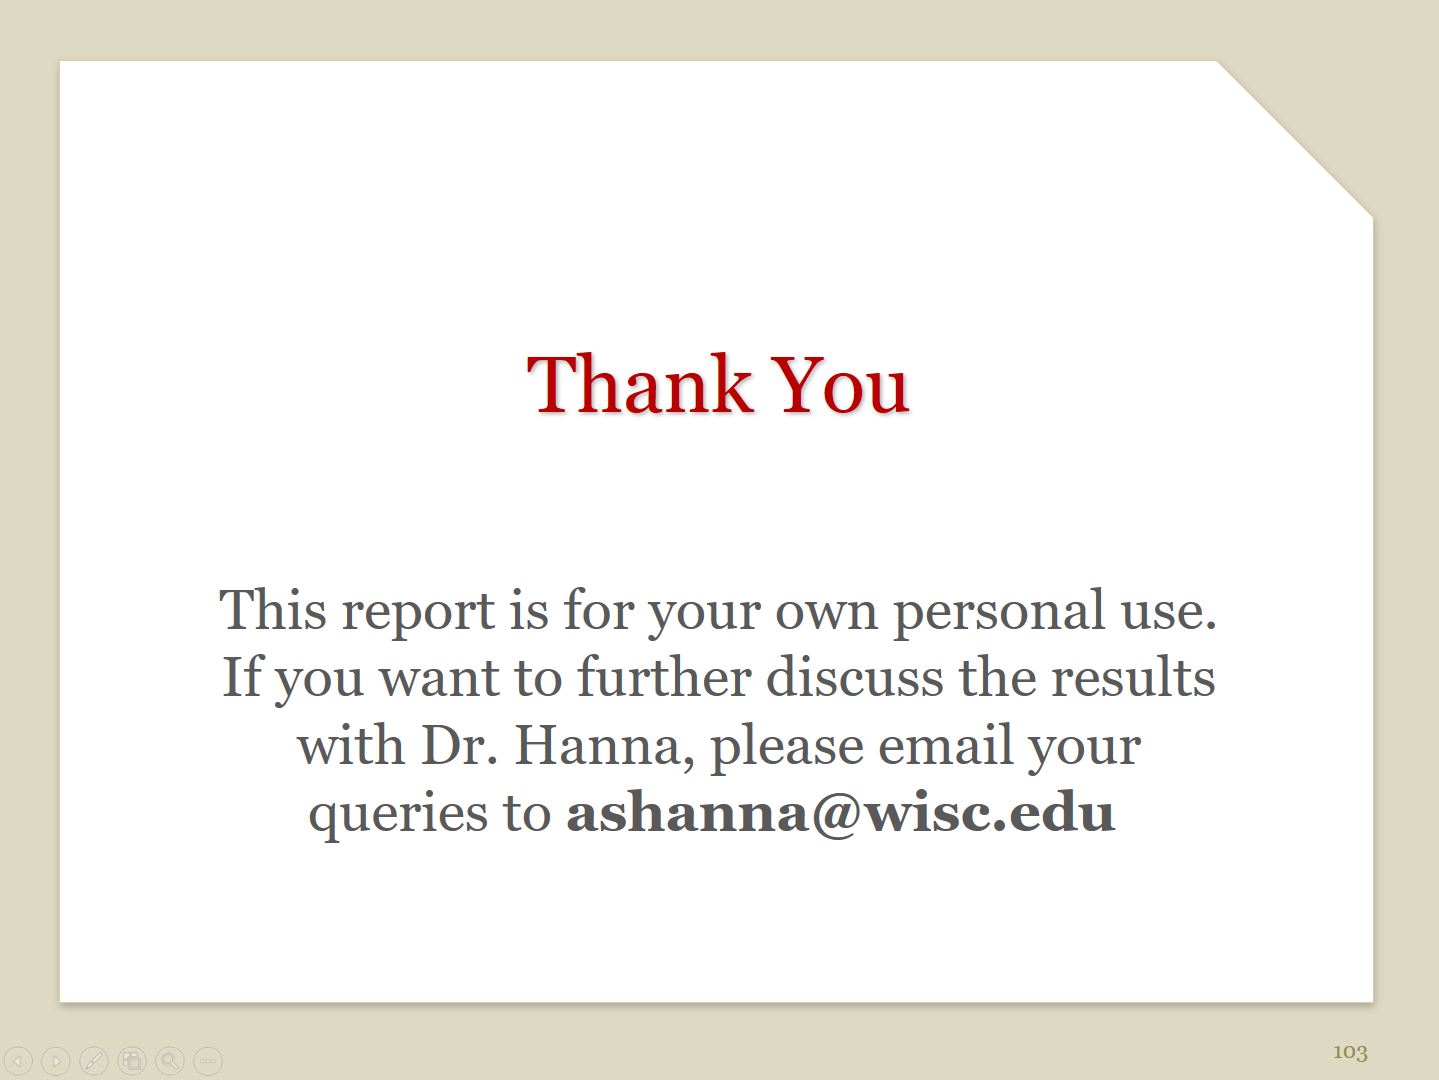 Thank You
This report is for your own personal use.
If you want to further discuss the results
with Dr. Hanna, please email your
queries to ashanna@wisc.edu
103